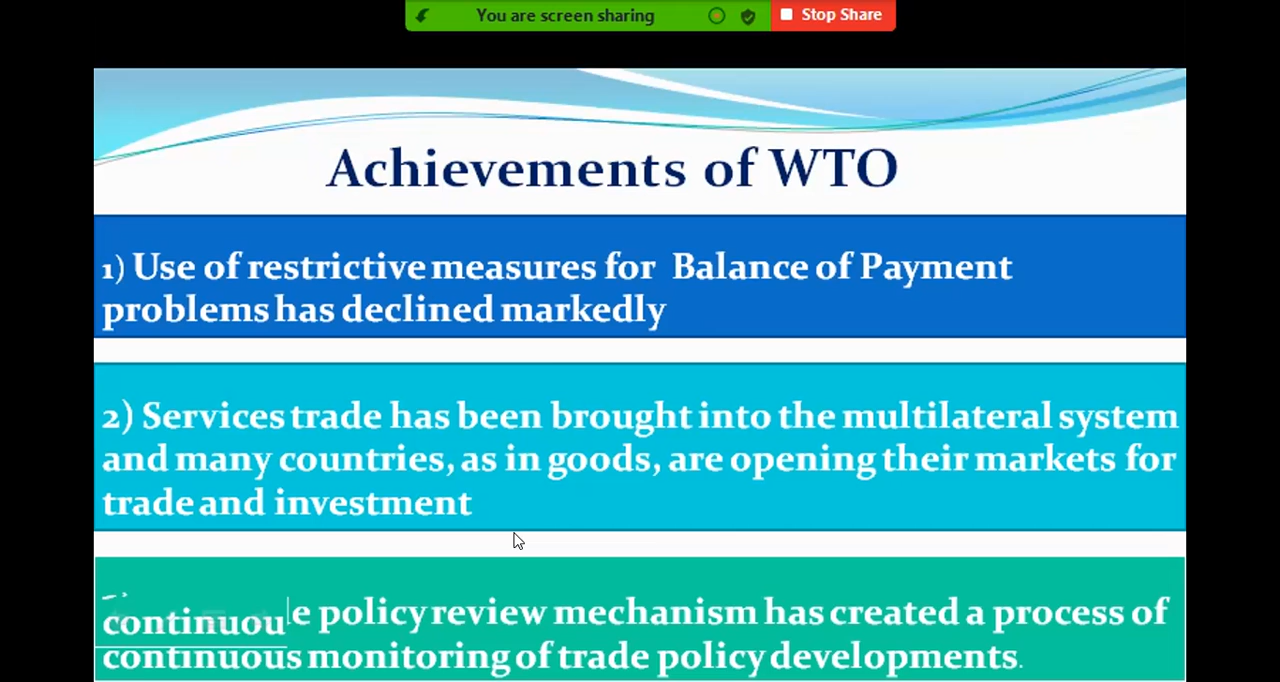 You are screen sharing
Stop Share
Achievements of WTO
1) Use of restrictive measures for Balance of Payment
problems has declined markedly
2) Services trade has been brought into the multilateral system
and many countries, as in goods, are opening their markets for
trade and investment
continuou e policy review mechanism has created a process of
continuous monitoring of trade policy developments.